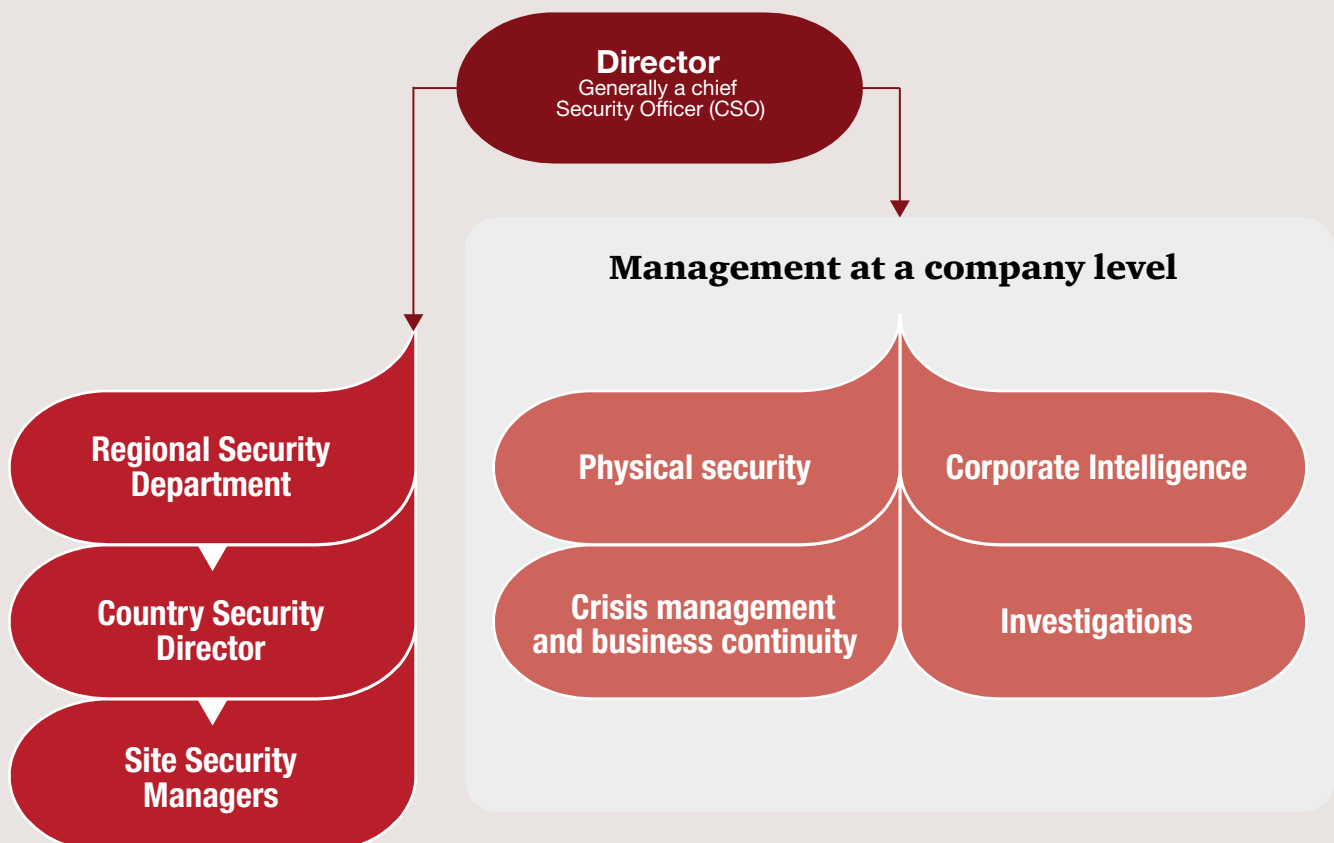 Director
Generally a chief
Security Officer (CSO)
Management at a company level
Regional Security
Department
Country Security
Director
Site Security
Managers
Physical security
Corporate Intelligence
Crisis management
and business continuity
Investigations